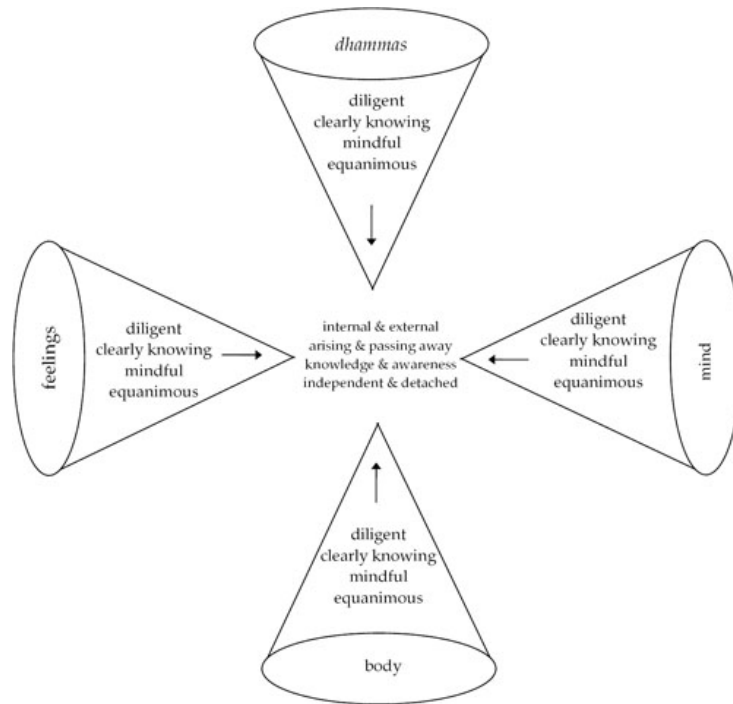 dhammas
diligent
clearly knowing
mindful
equanimous
feelings
diligent
clearly knowing
mindful
equanimous
internal & external
arising & passing away
knowledge & awareness
independent & detached
diligent
clearly knowing
mindful
equanimous
mind
diligent
clearly knowing
mindful
equanimous
body